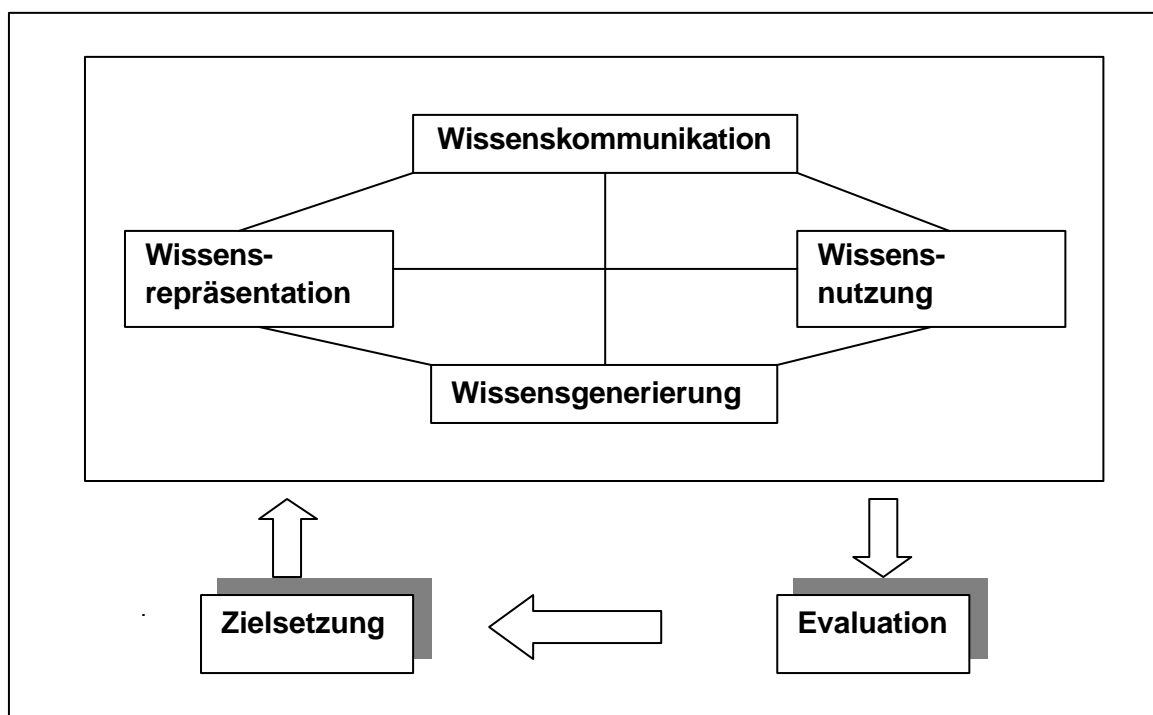 Wissenskommunikation
Wissens-
repräsentation
Wissens-
nutzung
Wissensgenerierung
Zielsetzung
Evaluation